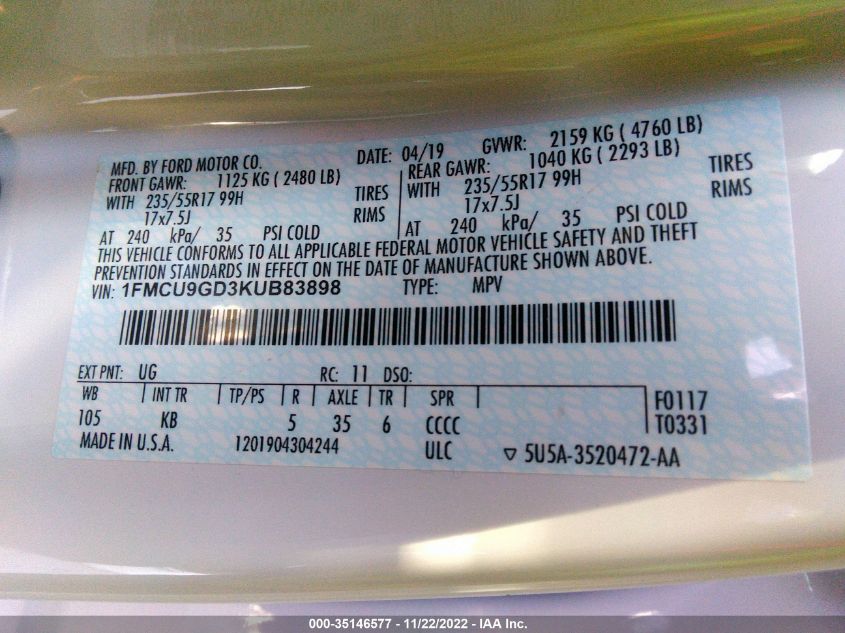 MFD. BY FORD MOTOR CO. DATE: 04/19 GVWR: 2159 KG ( 4760 LB)
FRONT GAWR: 1125 KG ( 2480 LB) REAR GAWR: 1040 KG ( 2293 LB)
WITH 235/55R17 99H TIRES WITH 235/55R17 99H TIRES
17x7.5J RIMS 17x7.5J RIMS
AT 240 kPa/ 35 PSI COLD AT 240 kPa/ 35 PSI COLD
THIS VEHICLE CONFORMS TO ALL APPLICABLE FEDERAL MOTOR VEHICLE SAFETY AND THEFT
PREVENTION STANDARDS IN EFFECT ON THE DATE OF MANUFACTURE SHOWN ABOVE.
VIN: 1FMCU9GD3KUB83898 TYPE: MPV
EXT PNT: UG RC: 11 DSO:
WB INT TR TP/PS R AXLE TR SPR F0117
105 KB 5 35 6 CCCC T0331
MADE IN U.S.A. 1201904304244 ULC ▽ 5U5A-3520472-AA
000-35146577 - 11/22/2022 - IAA Inc.